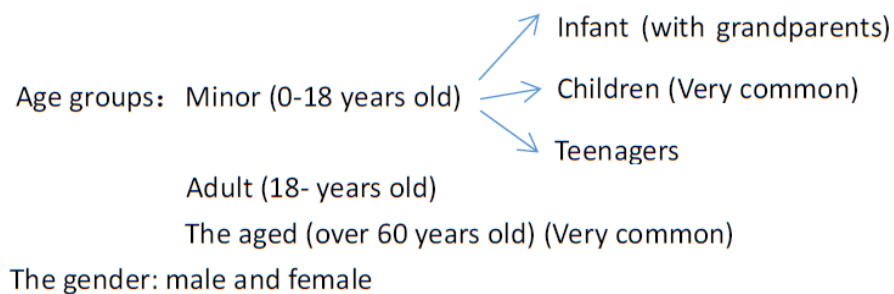 Infant (with grandparents)
Age groups： Minor (0-18 years old)
Children (Very common)
Teenagers
Adult (18- years old)
The aged (over 60 years old) (Very common)
The gender: male and female